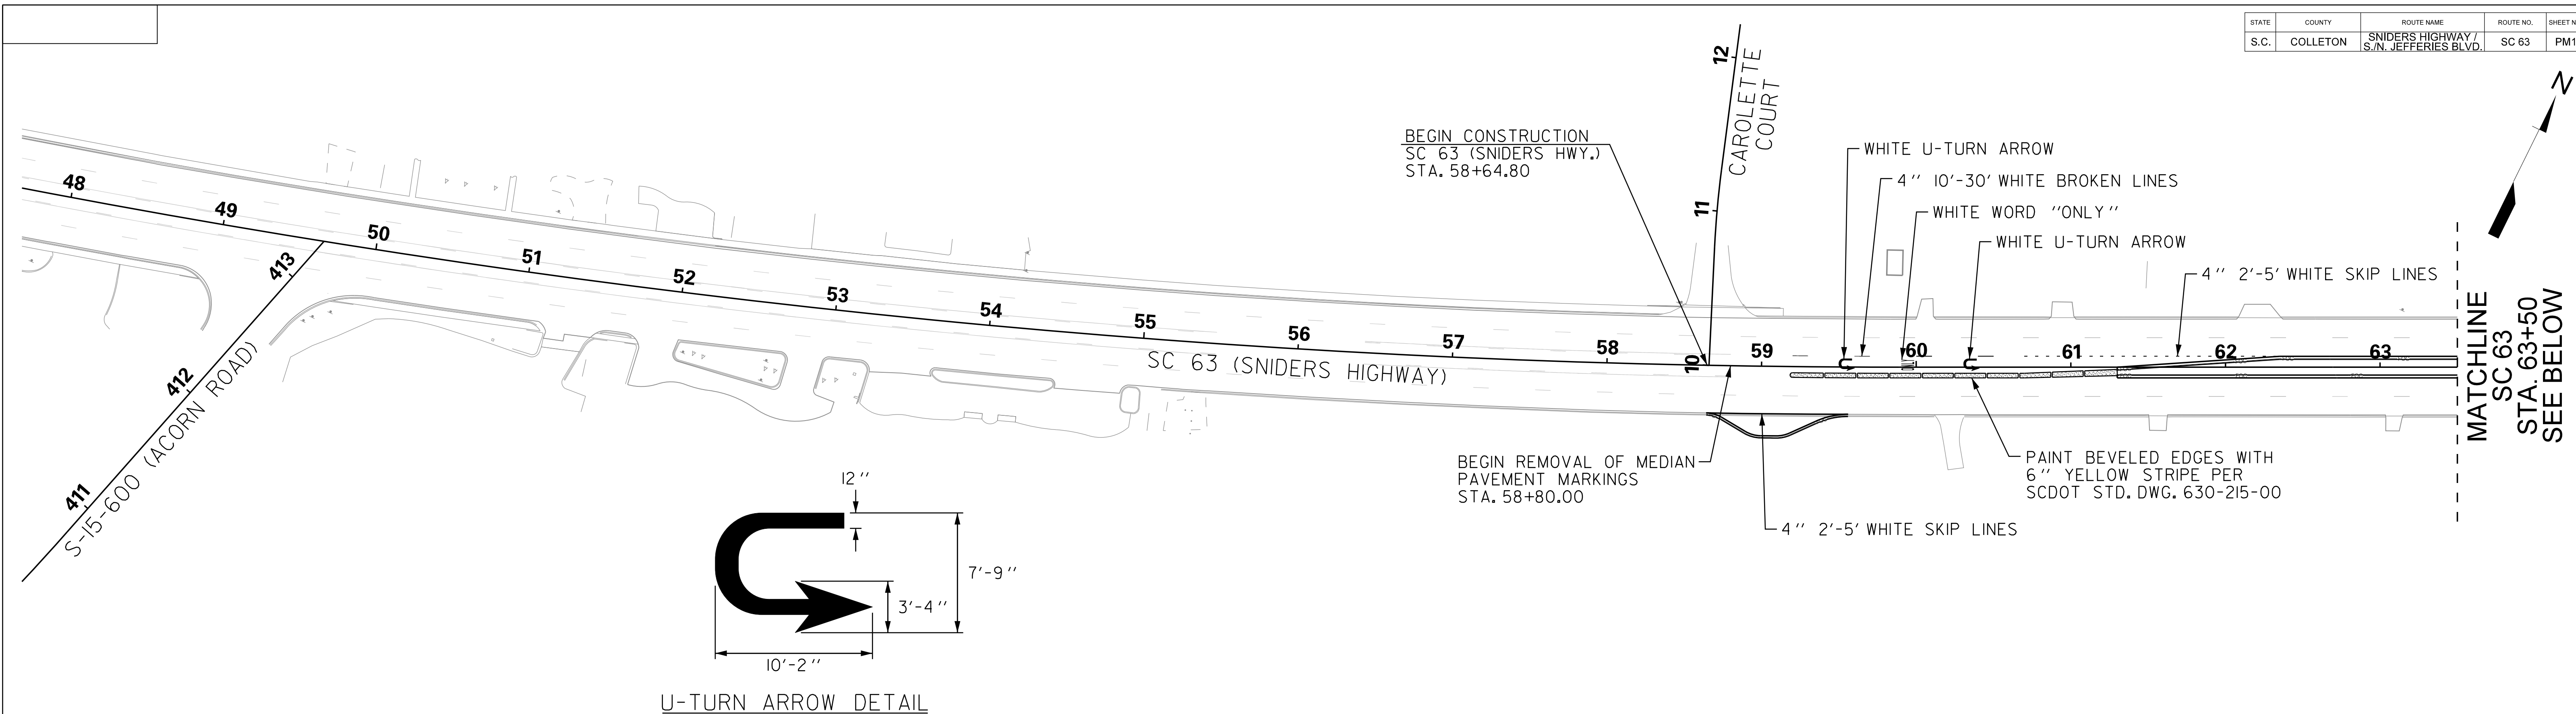 STATE COUNTY ROUTE NAME ROUTE NO. SHEET N
S.C. COLLETON SNIDERS HIGHWAY / S./N. JEFFERIES BLVD. SC 63 PM1
N
12
CAROLETTE
COURT
11
10
BEGIN CONSTRUCTION
SC 63 (SNIDERS HWY.)
STA. 58+64.80
WHITE U-TURN ARROW
4" 10'-30' WHITE BROKEN LINES
WHITE WORD "ONLY"
WHITE U-TURN ARROW
4" 2'-5' WHITE SKIP LINES
MATCHLINE
SC 63
STA. 63+50
SEE BELOW
48 49 50 51 52 53 54 55 56 57 58 59 60 61 62 63
SC 63 (SNIDERS HIGHWAY)
413
412
411
S-15-600 (ACORN ROAD)
BEGIN REMOVAL OF MEDIAN
PAVEMENT MARKINGS
STA. 58+80.00
PAINT BEVELED EDGES WITH
6" YELLOW STRIPE PER
SCDOT STD. DWG. 630-215-00
4" 2'-5' WHITE SKIP LINES
12"
7'-9"
3'-4"
10'-2"
U-TURN ARROW DETAIL